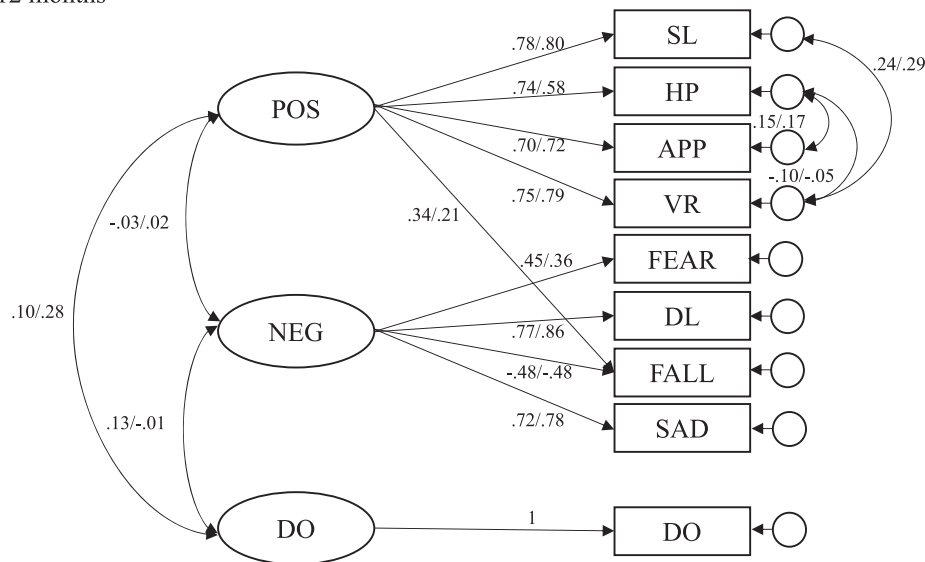 12 months
SL
.78/.80
.24/.29
HP
.74/.58
POS
.15/.17
APP
.70/.72
-.10/-.05
VR
.75/.79
.34/.21
-.03/.02
FEAR
.45/.36
.10/.28
DL
NEG
.77/.86
FALL
-.48/-.48
SAD
.72/.78
.13/-.01
1
DO
DO